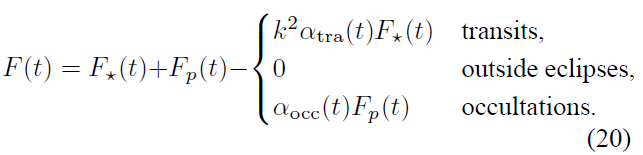 k²α_tra(t)F⋆(t) transits,
F(t) = F⋆(t)+F_p(t)− { 0 outside eclipses,
α_occ(t)F_p(t) occultations.
(20)